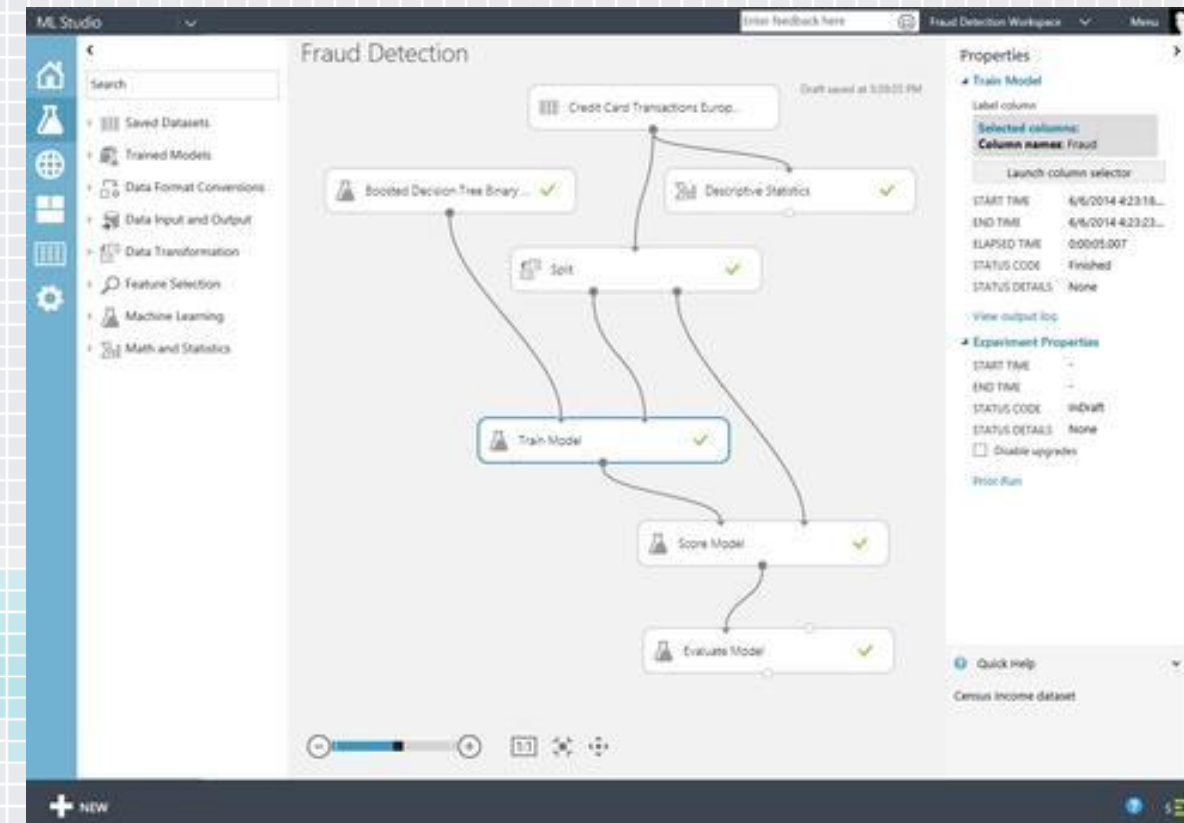 ML Studio
Enter feedback here
Fraud Detection Workspace
Menu
Search
Saved Datasets
Trained Models
Data Format Conversions
Data Input and Output
Data Transformation
Feature Selection
Machine Learning
Math and Statistics
Fraud Detection
Draft saved at
Credit Card Transactions Europ...
Boosted Decision Tree Binary ...
Descriptive Statistics
Split
Train Model
Score Model
Evaluate Model
1:1
Properties
Train Model
Label column
Selected columns:
Column names: Fraud
Launch column selector
START TIME 6/6/2014 4:23:18...
END TIME 6/6/2014 4:23:23...
ELAPSED TIME 0:00:05.007
STATUS CODE Finished
STATUS DETAILS None
View output log
Experiment Properties
START TIME -
END TIME -
STATUS CODE InDraft
STATUS DETAILS None
Disable upgrades
Prior Run
Quick Help
Census Income dataset
NEW
?